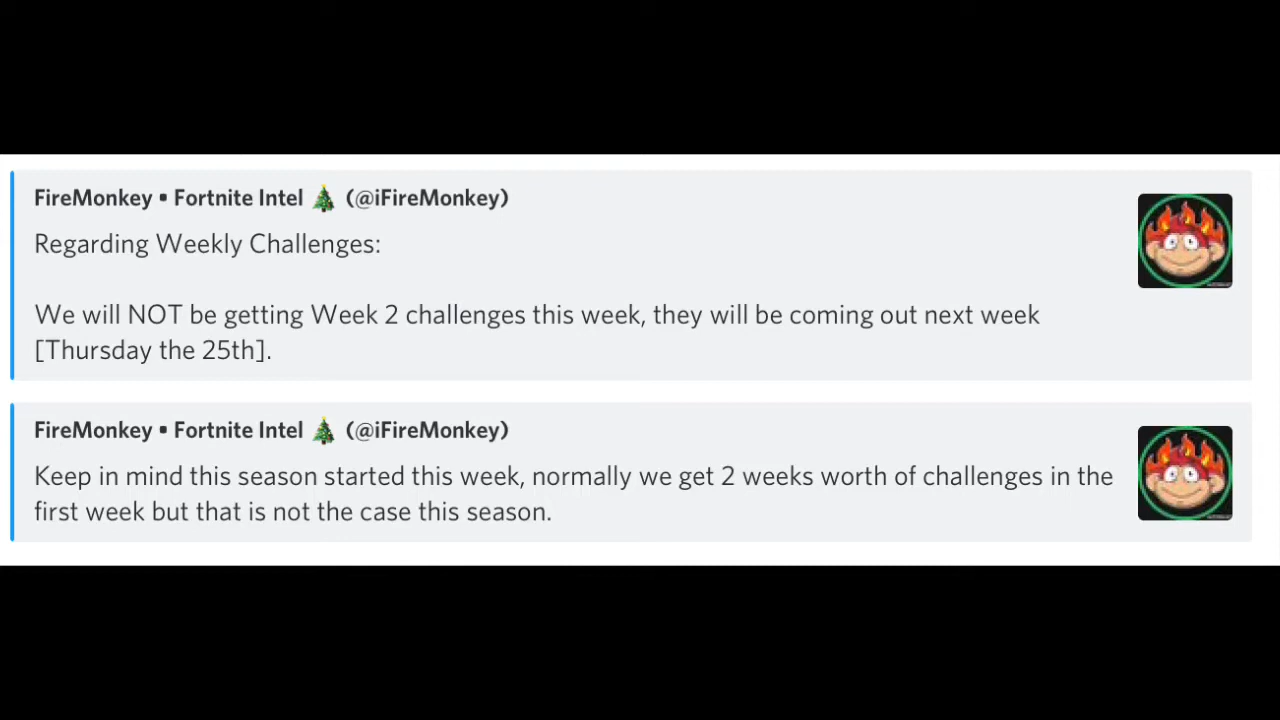 FireMonkey ▪ Fortnite Intel 🎄 (@iFireMonkey)
Regarding Weekly Challenges:
We will NOT be getting Week 2 challenges this week, they will be coming out next week
[Thursday the 25th].
FireMonkey ▪ Fortnite Intel 🎄 (@iFireMonkey)
Keep in mind this season started this week, normally we get 2 weeks worth of challenges in the
first week but that is not the case this season.